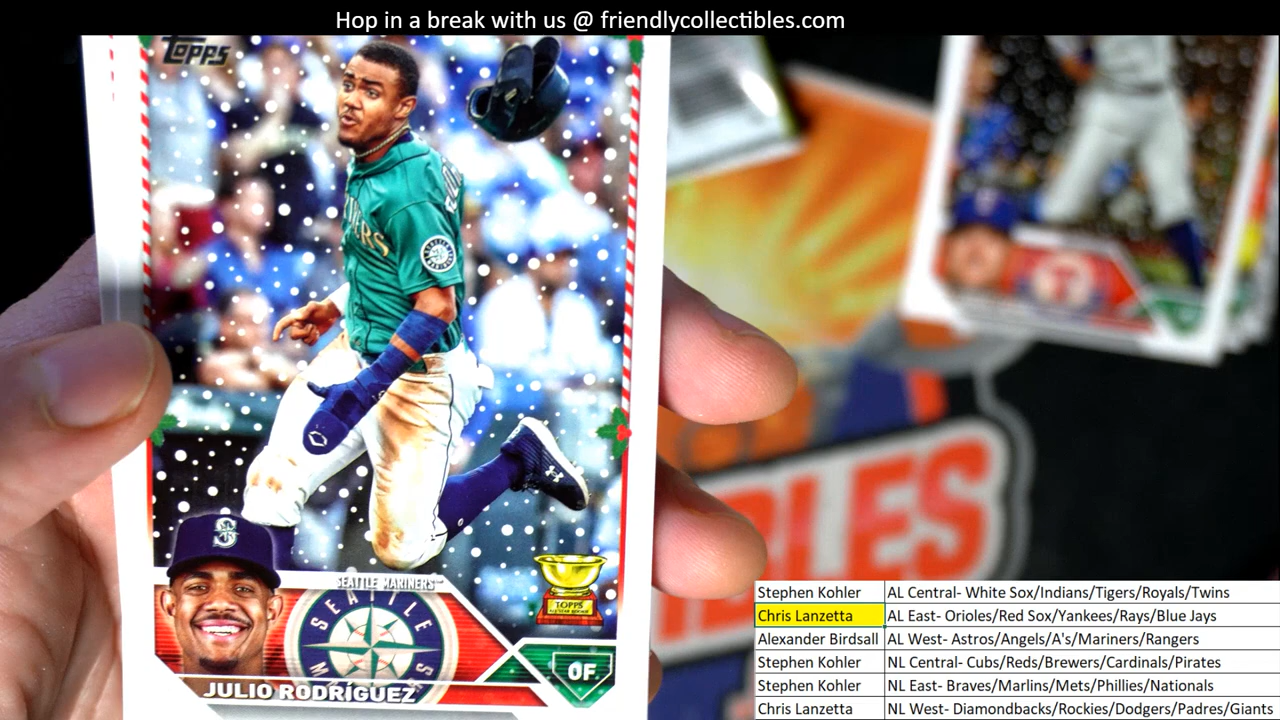 Hop in a break with us @ friendlycollectibles.com
Topps
SEATTLE MARINERS™
TOPPS
OF
JULIO RODRÍGUEZ
BLES
Stephen Kohler AL Central- White Sox/Indians/Tigers/Royals/Twins
Chris Lanzetta AL East- Orioles/Red Sox/Yankees/Rays/Blue Jays
Alexander Birdsall AL West- Astros/Angels/A's/Mariners/Rangers
Stephen Kohler NL Central- Cubs/Reds/Brewers/Cardinals/Pirates
Stephen Kohler NL East- Braves/Marlins/Mets/Phillies/Nationals
Chris Lanzetta NL West- Diamondbacks/Rockies/Dodgers/Padres/Giants